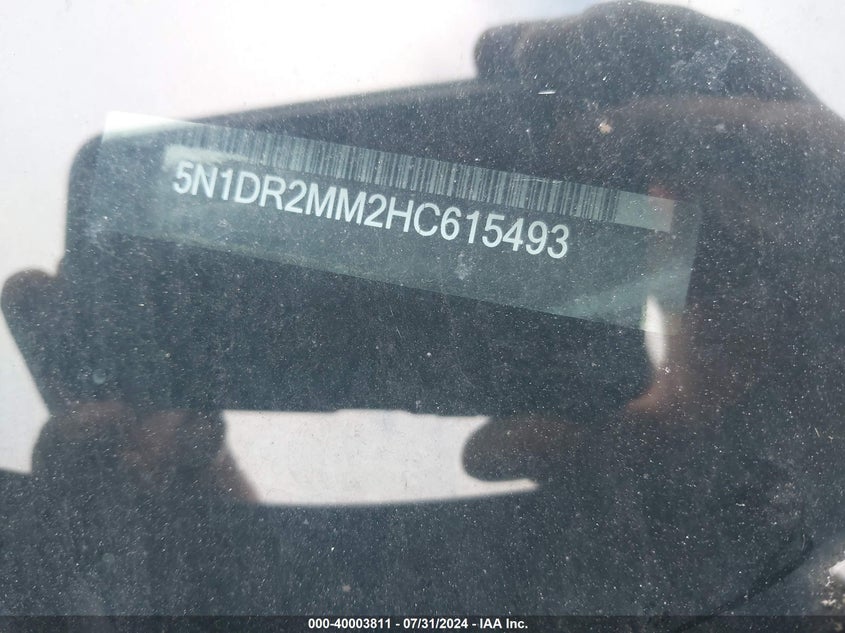 5N1DR2MM2HC615493
000-40003811 - 07/31/2024 - IAA Inc.